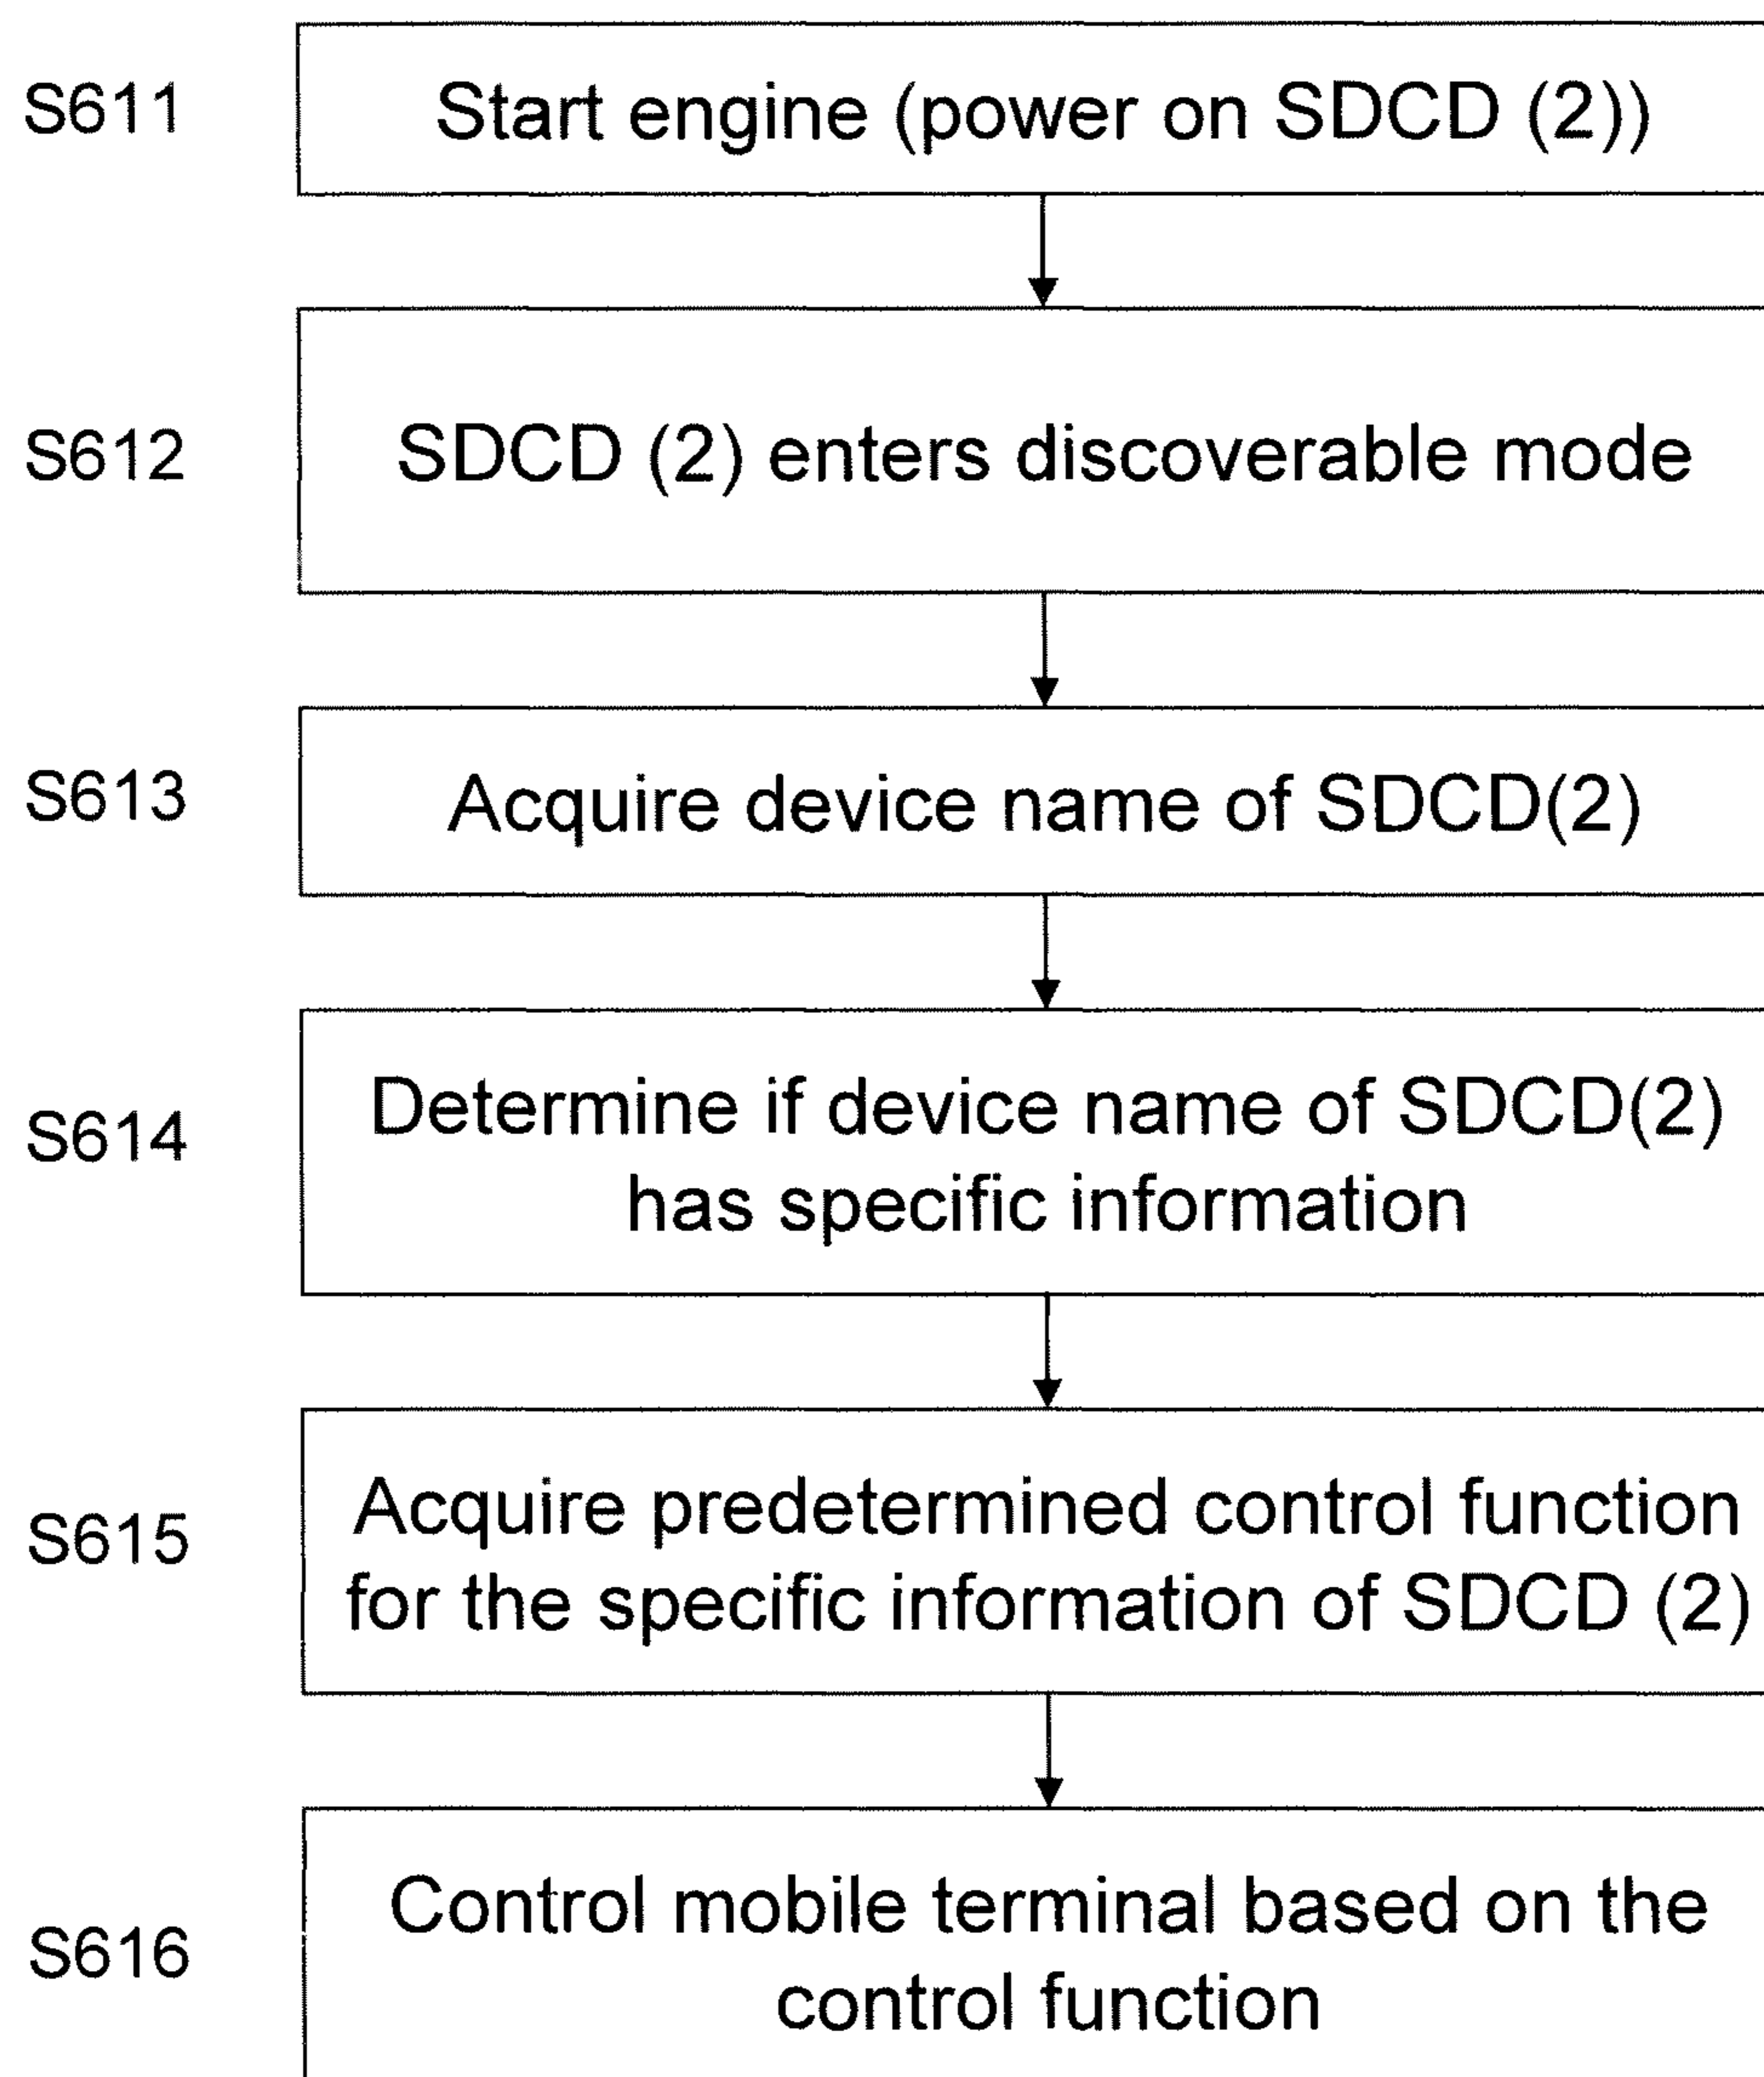 S611
Start engine (power on SDCD (2))
S612
SDCD (2) enters discoverable mode
S613
Acquire device name of SDCD(2)
S614
Determine if device name of SDCD(2)
has specific information
S615
Acquire predetermined control function
for the specific information of SDCD (2)
S616
Control mobile terminal based on the
control function